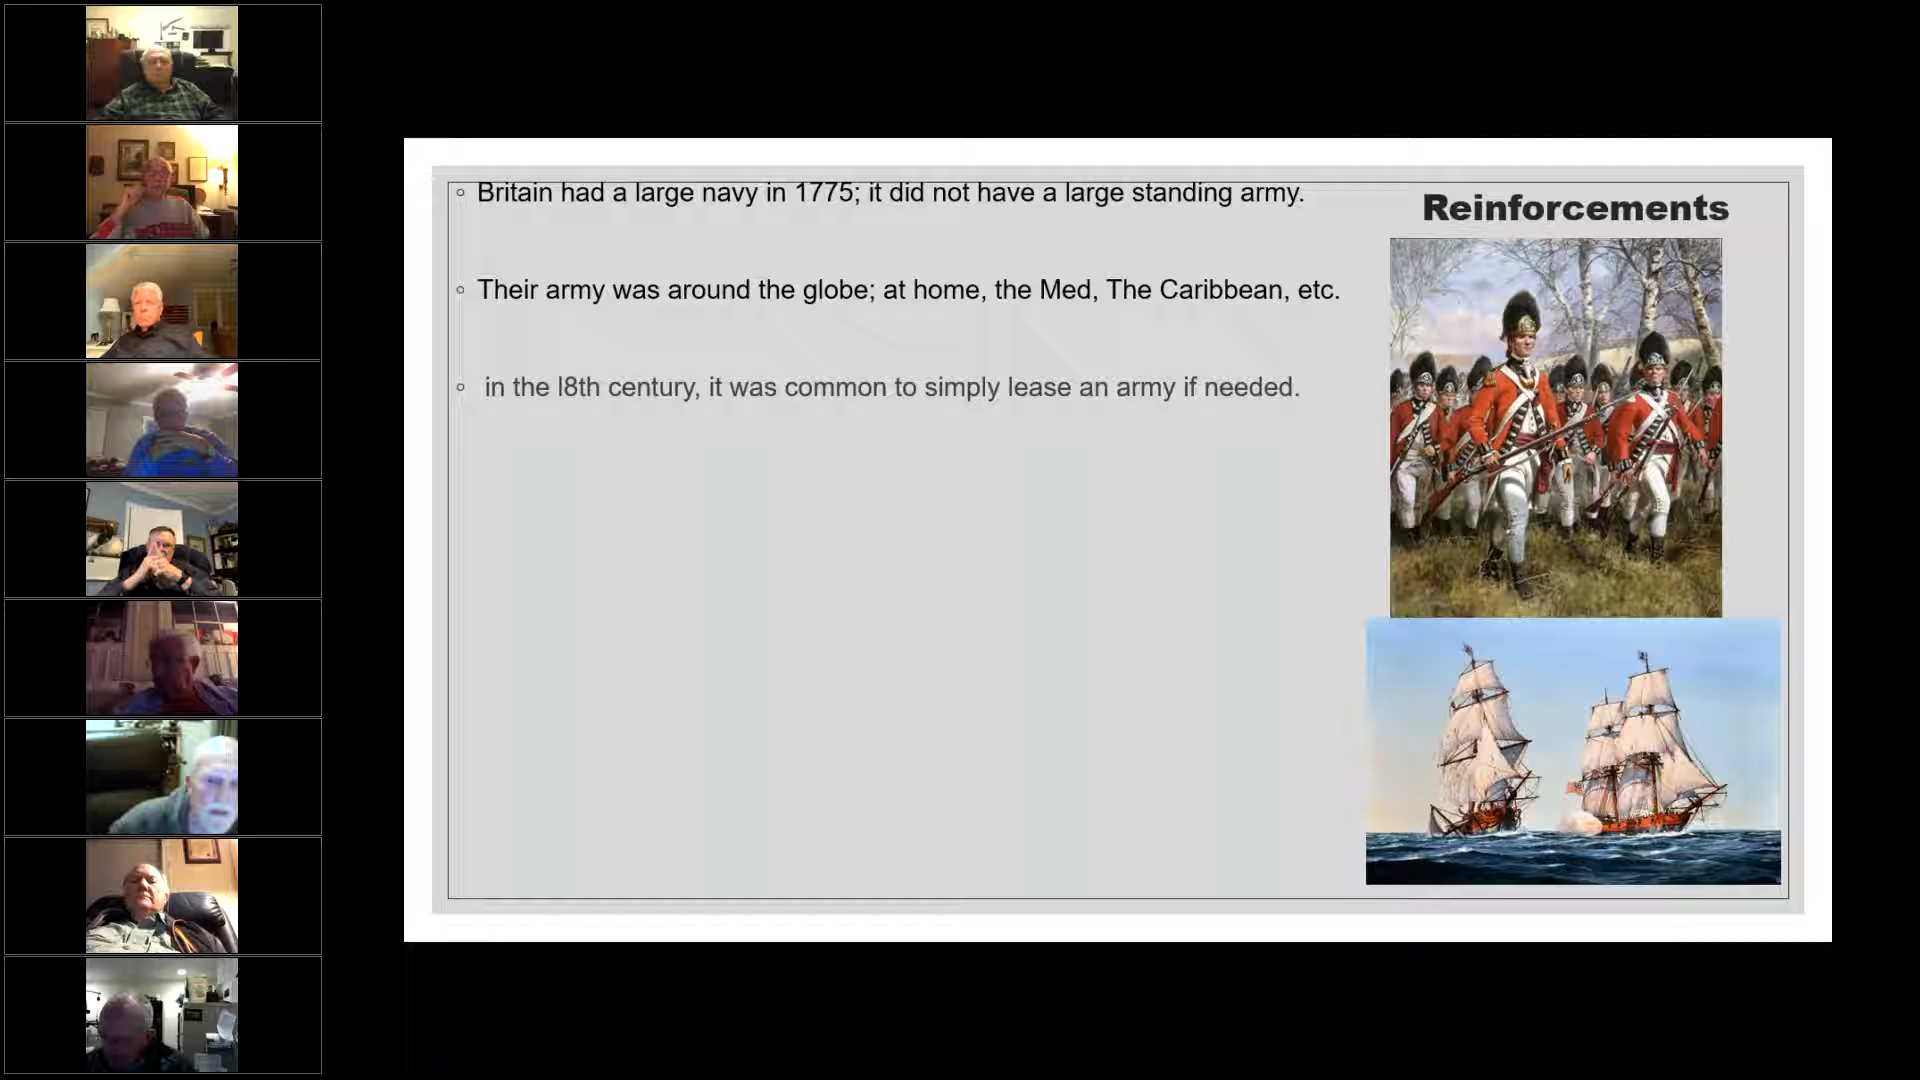 Reinforcements
Britain had a large navy in 1775; it did not have a large standing army.
Their army was around the globe; at home, the Med, The Caribbean, etc.
in the l8th century, it was common to simply lease an army if needed.